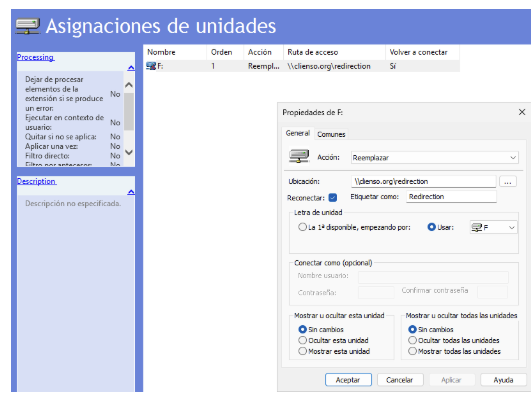 Asignaciones de unidades
Processing
Dejar de procesar
elementos de la
extensión si se produce
un error: No
Ejecutar en contexto de
usuario: No
Quitar si no se aplica: No
Aplicar una vez: No
Filtro directo: No
Filtro por antecesor: No
Description
Descripción no especificada.
Nombre Orden Acción Ruta de acceso Volver a conectar
F: 1 Reempl... \\clienso.org\redirection Sí
Propiedades de F:
General Comunes
Acción: Reemplazar
Ubicación: \\clienso.org\redirection ...
Reconectar: Etiquetar como: Redirection
Letra de unidad
La 1ª disponible, empezando por: Usar: F
Conectar como (opcional)
Nombre usuario:
Contraseña: Confirmar contraseña
Mostrar u ocultar esta unidad
Sin cambios
Ocultar esta unidad
Mostrar esta unidad
Mostrar u ocultar todas las unidades
Sin cambios
Ocultar todas las unidades
Mostrar todas las unidades
Aceptar Cancelar Aplicar Ayuda